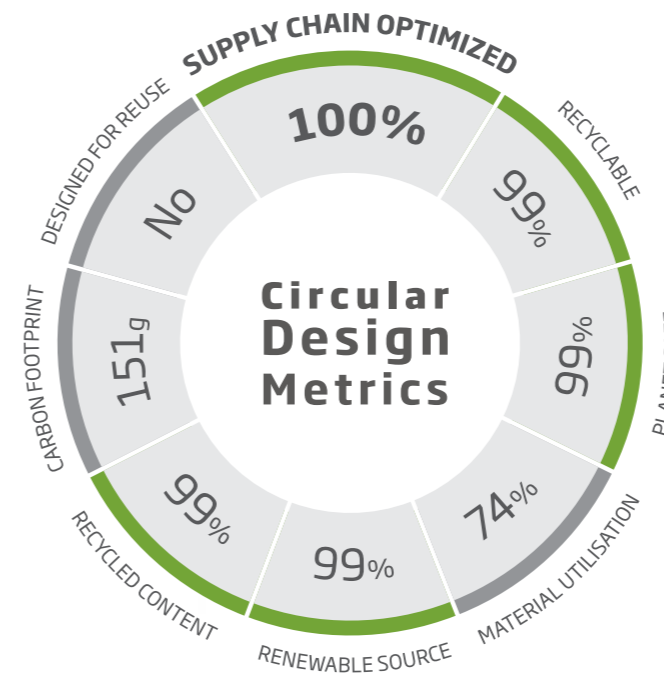 SUPPLY CHAIN OPTIMIZED
100%
RECYCLABLE
99%
99%
MATERIAL UTILISATION
74%
RENEWABLE SOURCE
99%
RECYCLED CONTENT
99%
CARBON FOOTPRINT
151g
DESIGNED FOR REUSE
No
Circular
Design
Metrics